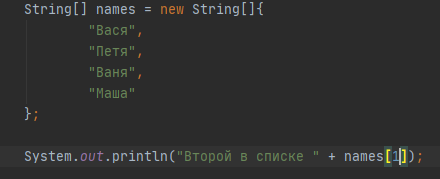 String[] names = new String[]{
"Вася",
"Петя",
"Ваня",
"Маша"
};
System.out.println("Второй в списке " + names[1]);